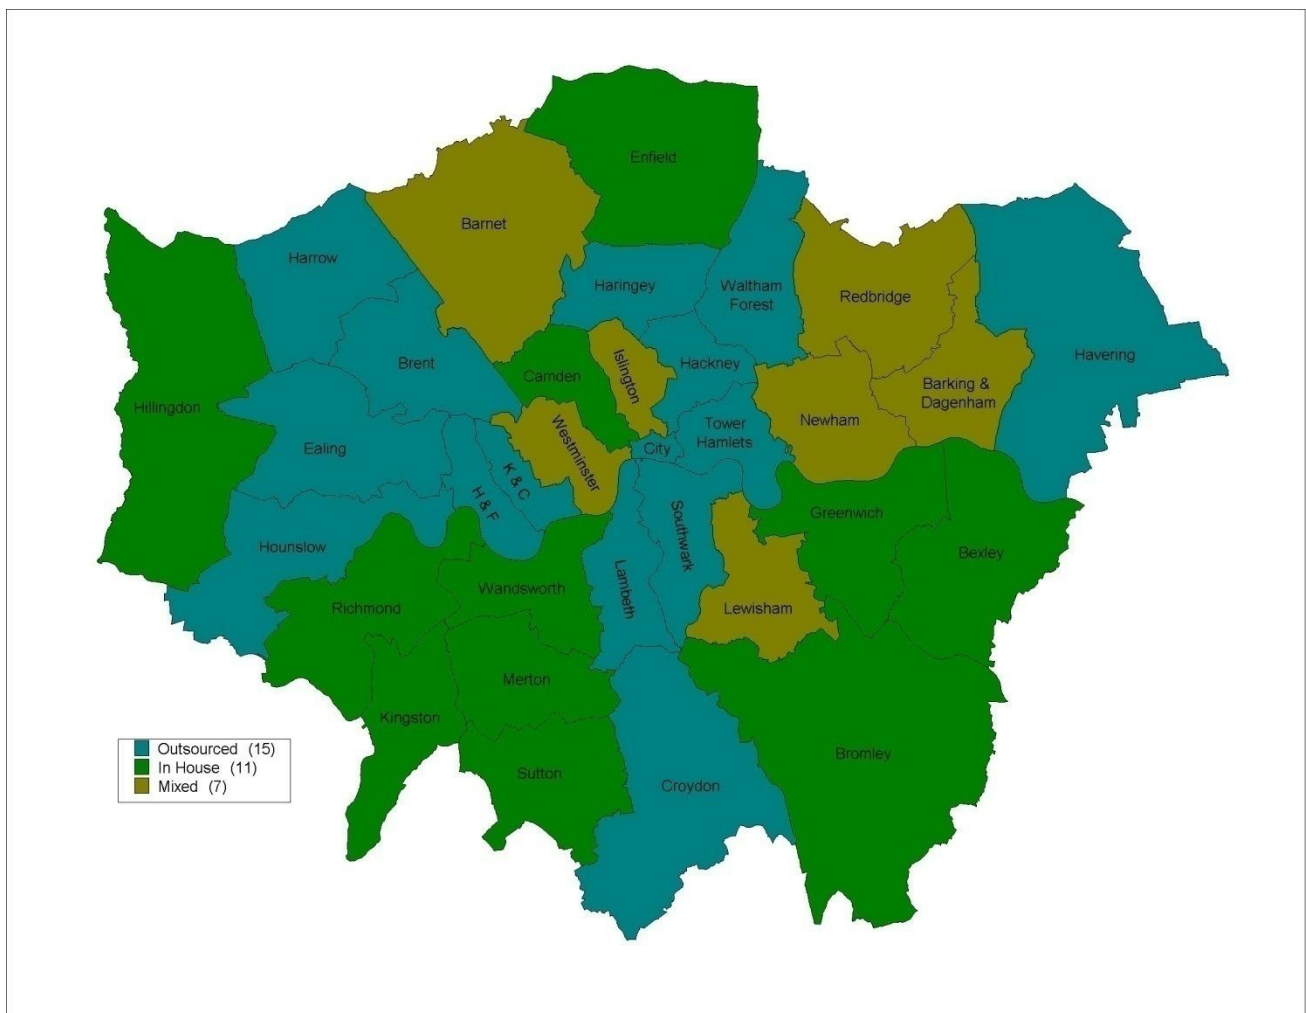 Enfield
Barnet
Harrow
Haringey
Waltham
Forest
Redbridge
Havering
Brent
Camden
Islington
Hackney
Barking &
Dagenham
Hillingdon
Newham
Westminster
Tower
Hamlets
Ealing
City
K & C
H & F
Southwark
Greenwich
Hounslow
Bexley
Lambeth
Wandsworth
Richmond
Lewisham
Merton
Kingston
Bromley
Sutton
Croydon
Outsourced (15)
In House (11)
Mixed (7)